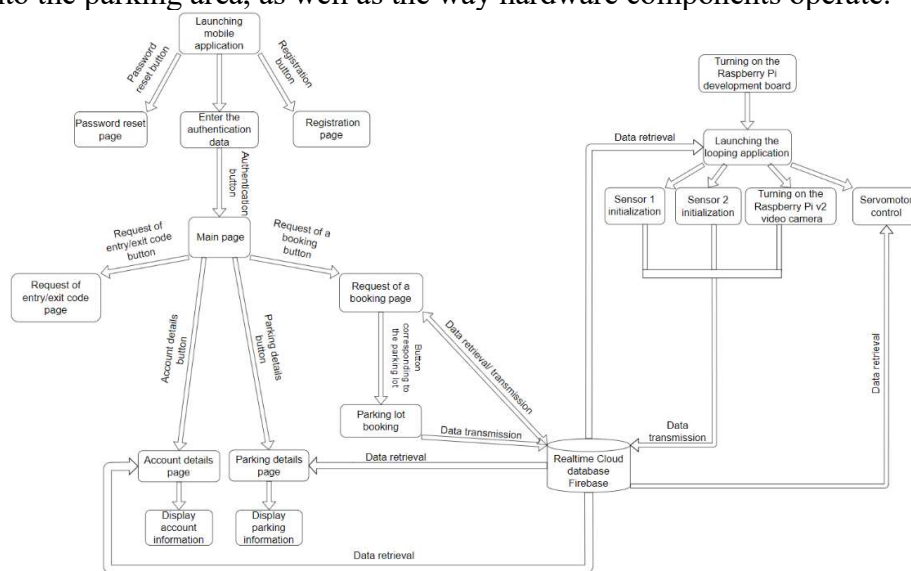 nto the parking area, as well as the way hardware components operate.
Launching
mobile
application
Password
reset button
Registration
button
Password reset
page
Enter the
authentication
data
Registration
page
Authentication
button
Main page
Request of
entry/exit code
button
Request of a
booking
button
Request of
entry/exit code
page
Account details
button
Parking details
button
Request of a
booking page
Button
corresponding to
the parking lot
Data retrieval/ transmission
Parking lot
booking
Data transmission
Account details
page
Parking details
page
Data retrieval
Display
account
information
Display
parking
information
Data retrieval
Realtime Cloud
database
Firebase
Turning on the
Raspberry Pi
development board
Data retrieval
Launching the
looping application
Sensor 1
initialization
Sensor 2
initialization
Turning on the
Raspberry Pi v2
video camera
Servomotor
control
Data
transmission
Data retrieval